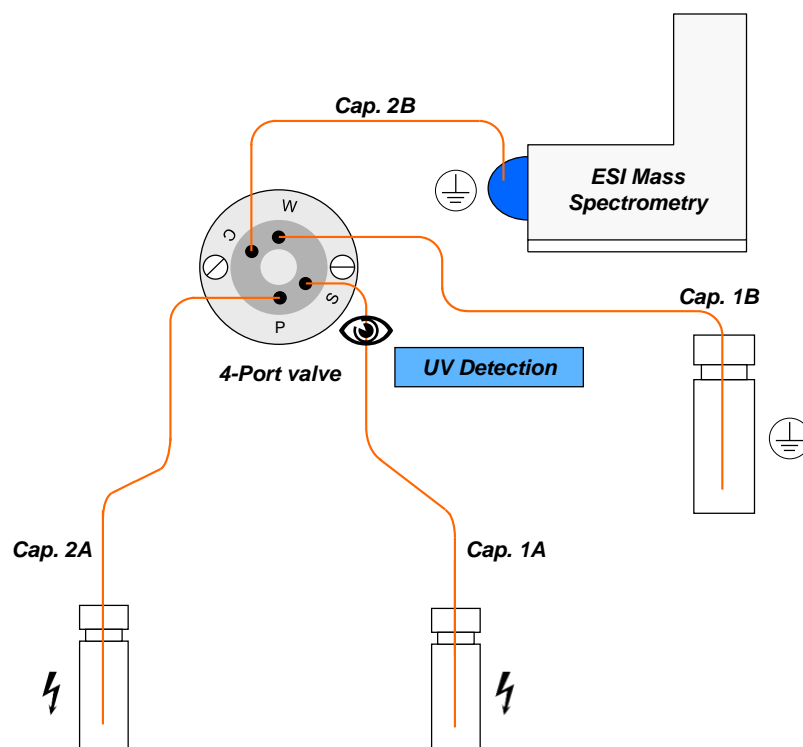 Cap. 2B
ESI Mass
Spectrometry
W
C
S
P
Cap. 1B
4-Port valve
UV Detection
Cap. 2A
Cap. 1A